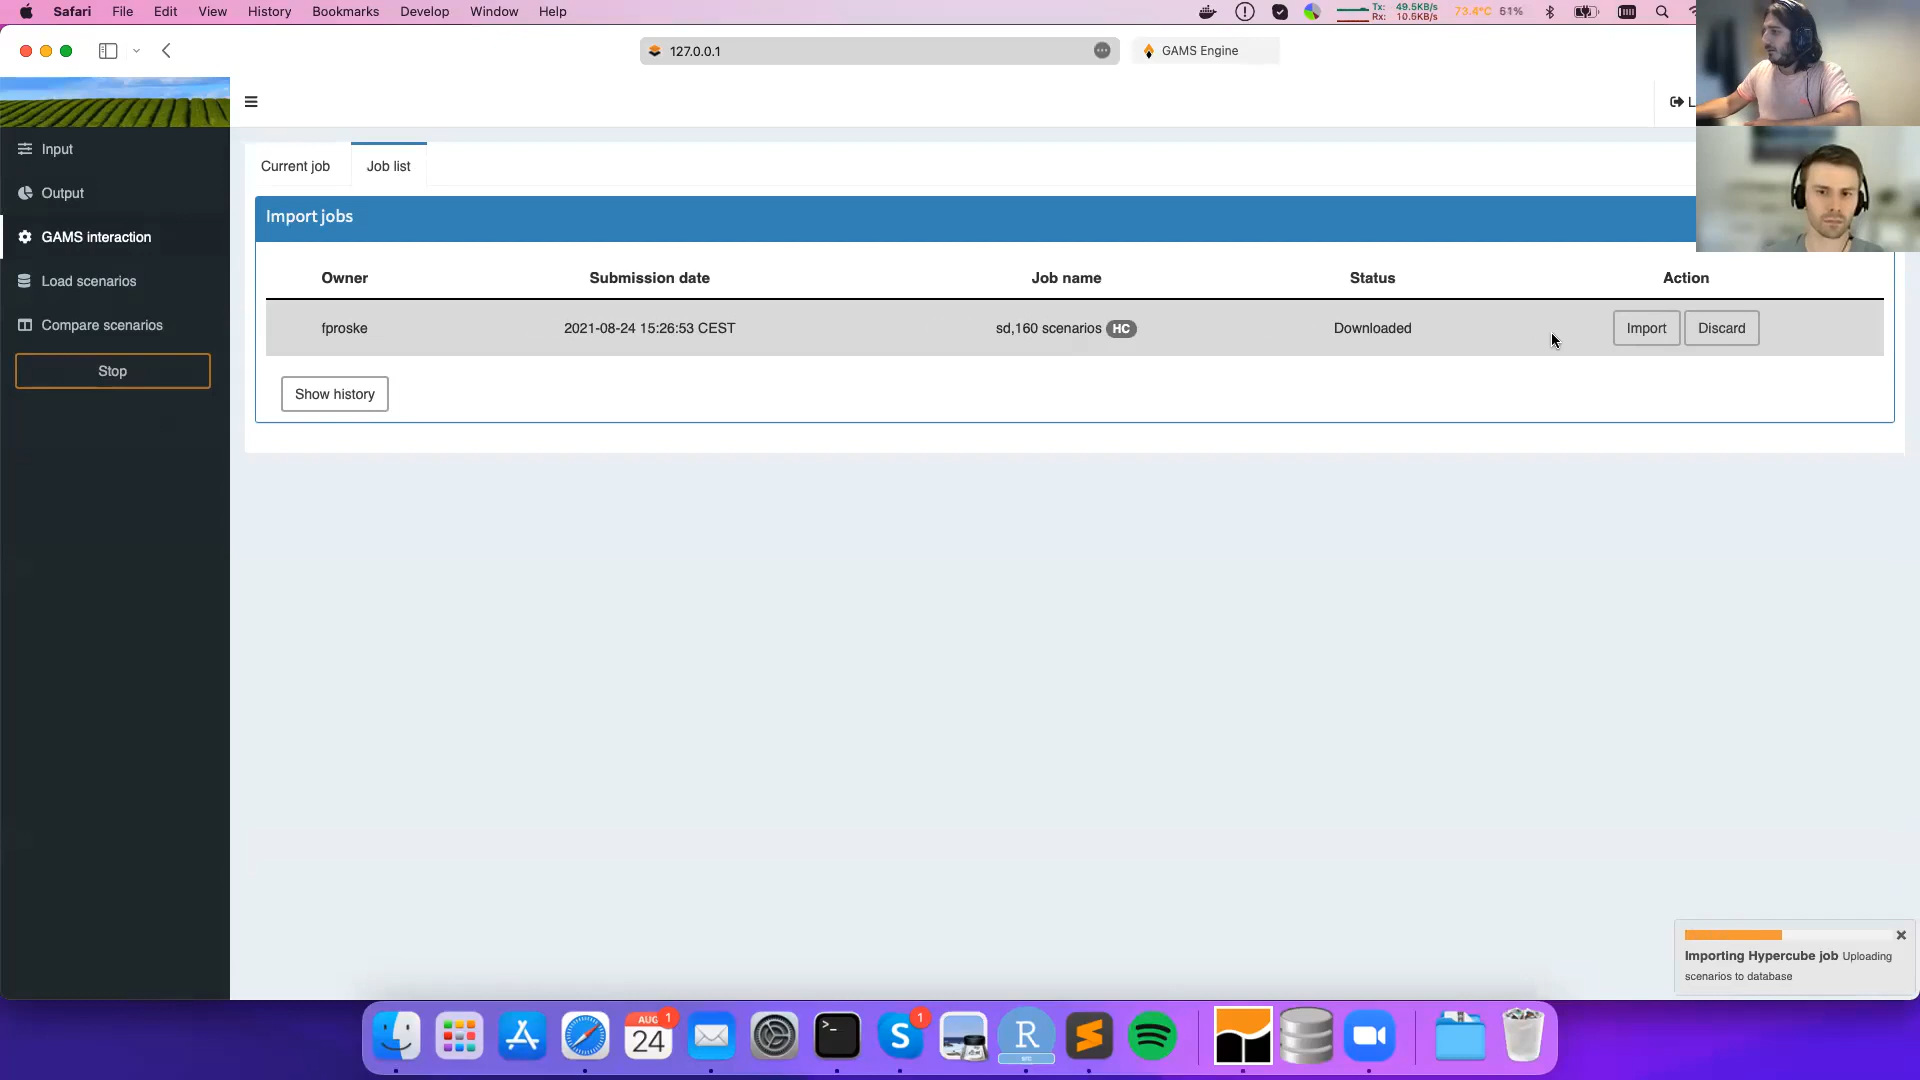 Safari File Edit View History Bookmarks Develop Window Help
Tx: 49.5KB/s
Rx: 10.5KB/s
73.4°C 61%
127.0.0.1
GAMS Engine
L
Input
Output
GAMS interaction
Load scenarios
Compare scenarios
Stop
Current job Job list
Import jobs
Owner Submission date Job name Status Action
fproske 2021-08-24 15:26:53 CEST sd,160 scenarios HC Downloaded Import Discard
Show history
Importing Hypercube job Uploading
scenarios to database
AUG 1
24
S 1
R